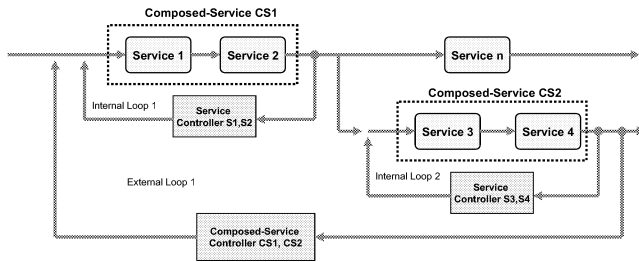 Composed-Service CS1
Service 1
Service 2
Service n
Composed-Service CS2
Internal Loop 1
Service
Controller S1,S2
Service 3
Service 4
Internal Loop 2
External Loop 1
Service
Controller S3,S4
Composed-Service
Controller CS1, CS2